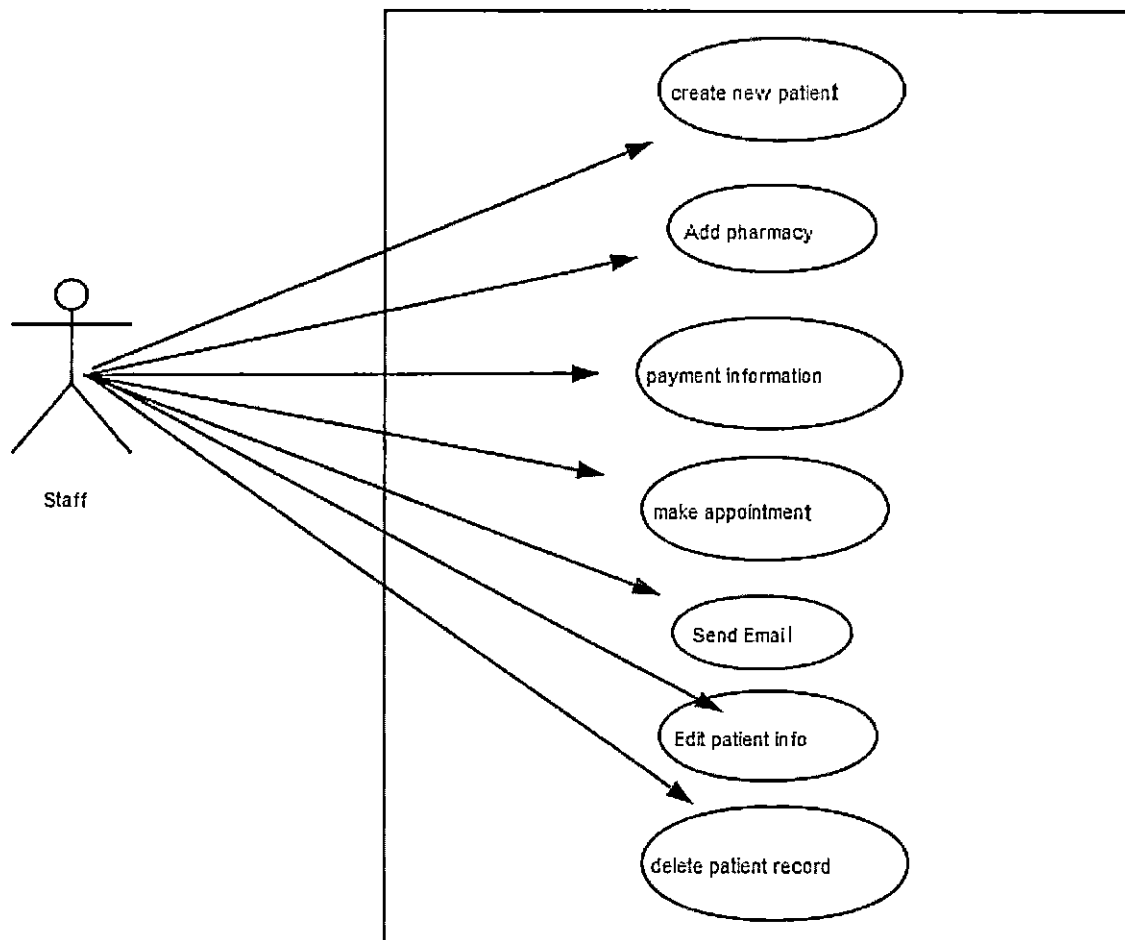 create new patient
Add pharmacy
payment information
Staff
make appointment
Send Email
Edit patient info
delete patient record